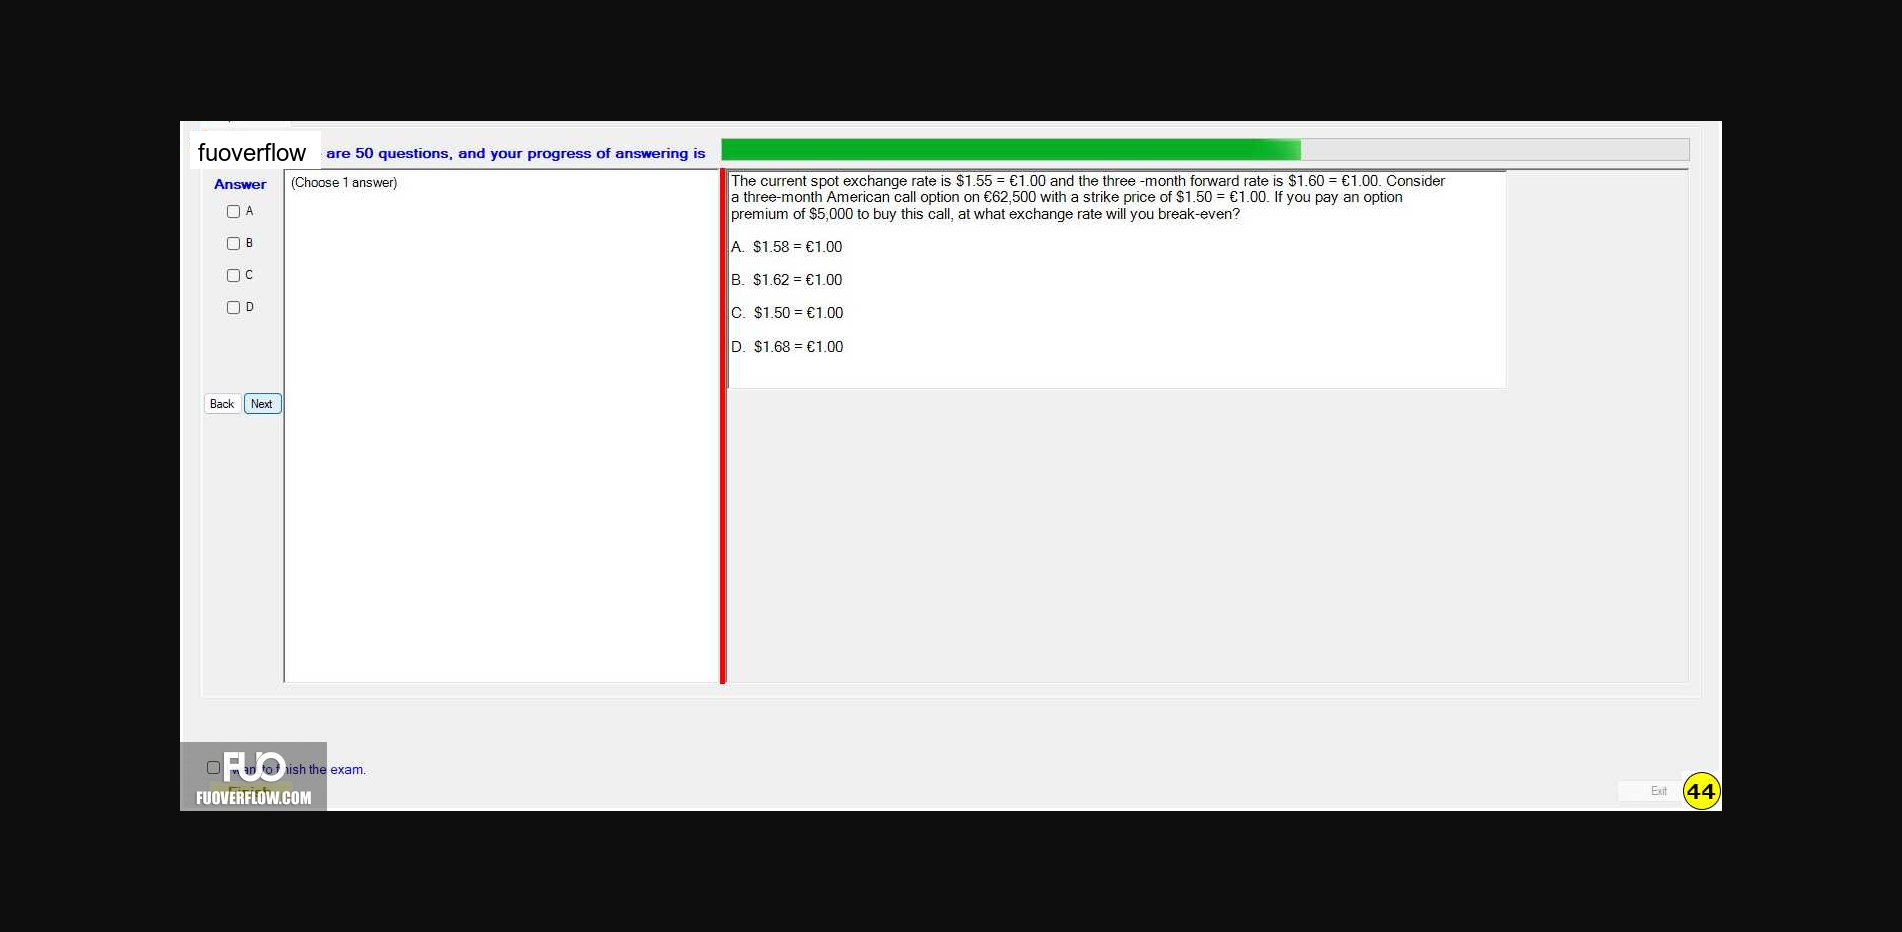 fuoverflow are 50 questions, and your progress of answering is
Answer
(Choose 1 answer)
A
B
C
D
Back Next
The current spot exchange rate is $1.55 = €1.00 and the three -month forward rate is $1.60 = €1.00. Consider
a three-month American call option on €62,500 with a strike price of $1.50 = €1.00. If you pay an option
premium of $5,000 to buy this call, at what exchange rate will you break-even?
A. $1.58 = €1.00
B. $1.62 = €1.00
C. $1.50 = €1.00
D. $1.68 = €1.00
FUO
want to finish the exam.
Finish
FUOVERFLOW.COM
Exit
44